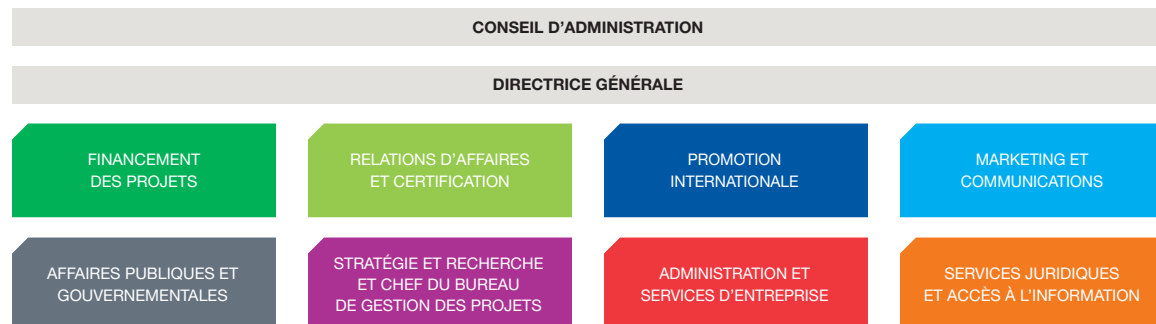 CONSEIL D’ADMINISTRATION
DIRECTRICE GÉNÉRALE
FINANCEMENT
DES PROJETS
RELATIONS D’AFFAIRES
ET CERTIFICATION
PROMOTION
INTERNATIONALE
MARKETING ET
COMMUNICATIONS
AFFAIRES PUBLIQUES ET
GOUVERNEMENTALES
STRATÉGIE ET RECHERCHE
ET CHEF DU BUREAU
DE GESTION DES PROJETS
ADMINISTRATION ET
SERVICES D’ENTREPRISE
SERVICES JURIDIQUES
ET ACCÈS À L’INFORMATION